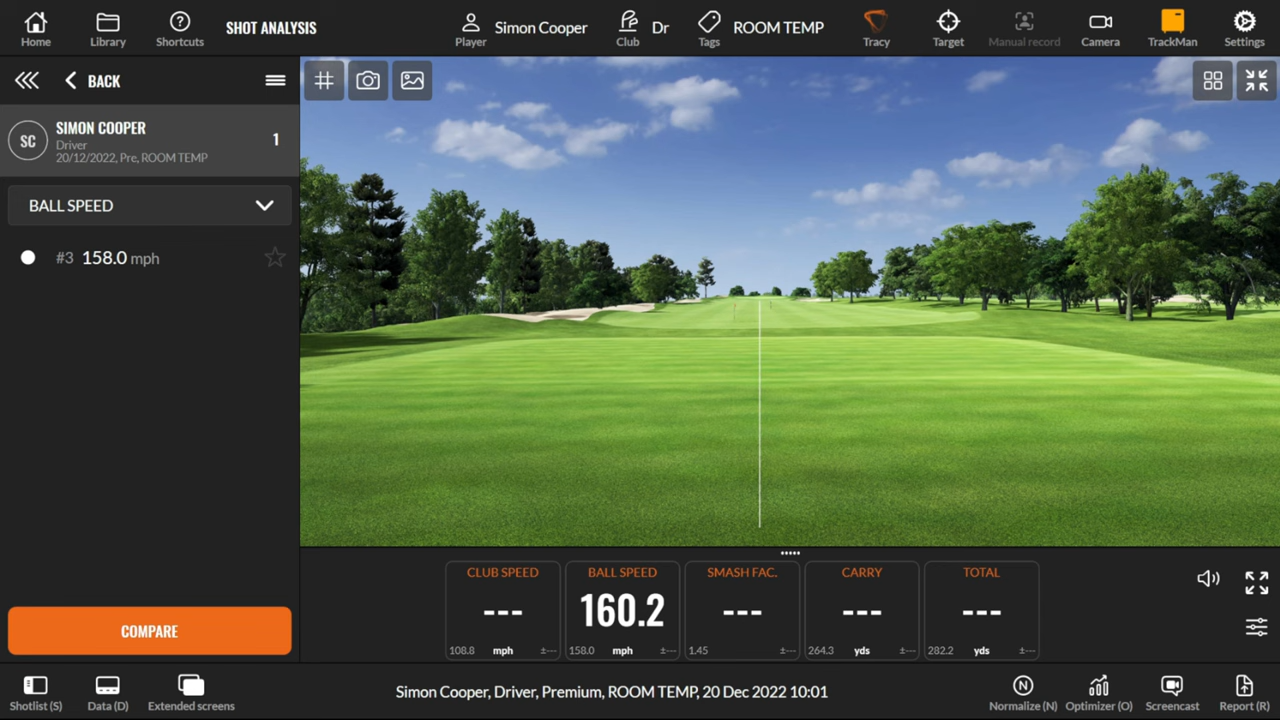 Home
Library
Shortcuts
SHOT ANALYSIS
Player
Simon Cooper
Club
Dr
Tags
ROOM TEMP
Tracy
Target
Manual record
Camera
TrackMan
Settings
BACK
SC
SIMON COOPER
Driver
20/12/2022, Pre, ROOM TEMP
1
BALL SPEED
#3 158.0 mph
COMPARE
CLUB SPEED
---
108.8 mph ±---
BALL SPEED
160.2
158.0 mph ±---
SMASH FAC.
---
1.45 ±---
CARRY
---
264.3 yds ±---
TOTAL
---
282.2 yds ±---
Shotlist (S)
Data (D)
Extended screens
Simon Cooper, Driver, Premium, ROOM TEMP, 20 Dec 2022 10:01
N
Normalize (N)
Optimizer (O)
Screencast
Report (R)